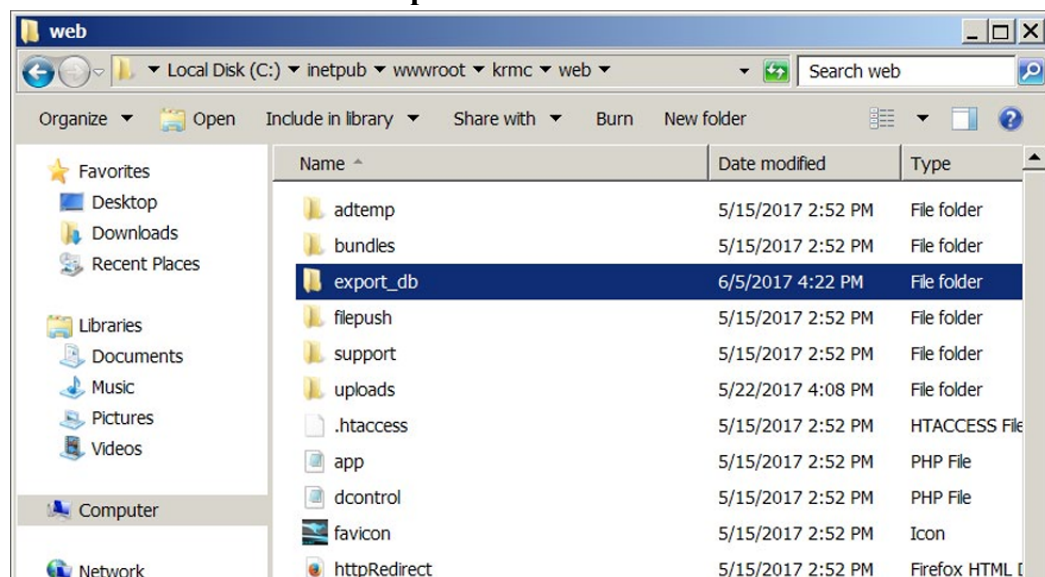 web
Local Disk (C:) inetpub wwwroot krmc web Search web
Organize Open Include in library Share with Burn New folder
Name Date modified Type
Favorites
Desktop
Downloads
Recent Places
Libraries
Documents
Music
Pictures
Videos
Computer
Network
adtemp 5/15/2017 2:52 PM File folder
bundles 5/15/2017 2:52 PM File folder
export_db 6/5/2017 4:22 PM File folder
filepush 5/15/2017 2:52 PM File folder
support 5/15/2017 2:52 PM File folder
uploads 5/22/2017 4:08 PM File folder
.htaccess 5/15/2017 2:52 PM HTACCESS File
app 5/15/2017 2:52 PM PHP File
dcontrol 5/15/2017 2:52 PM PHP File
favicon 5/15/2017 2:52 PM Icon
httpRedirect 5/15/2017 2:52 PM Firefox HTML